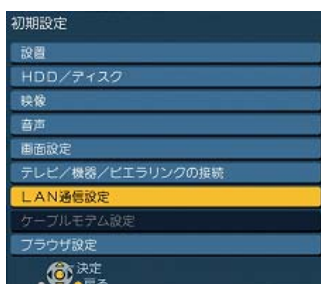 初期設定
設置
HDD／ディスク
映像
音声
画面設定
テレビ／機器／ビエラリンクの接続
LAN通信設定
ケーブルモデム設定
ブラウザ設定
決定
戻る